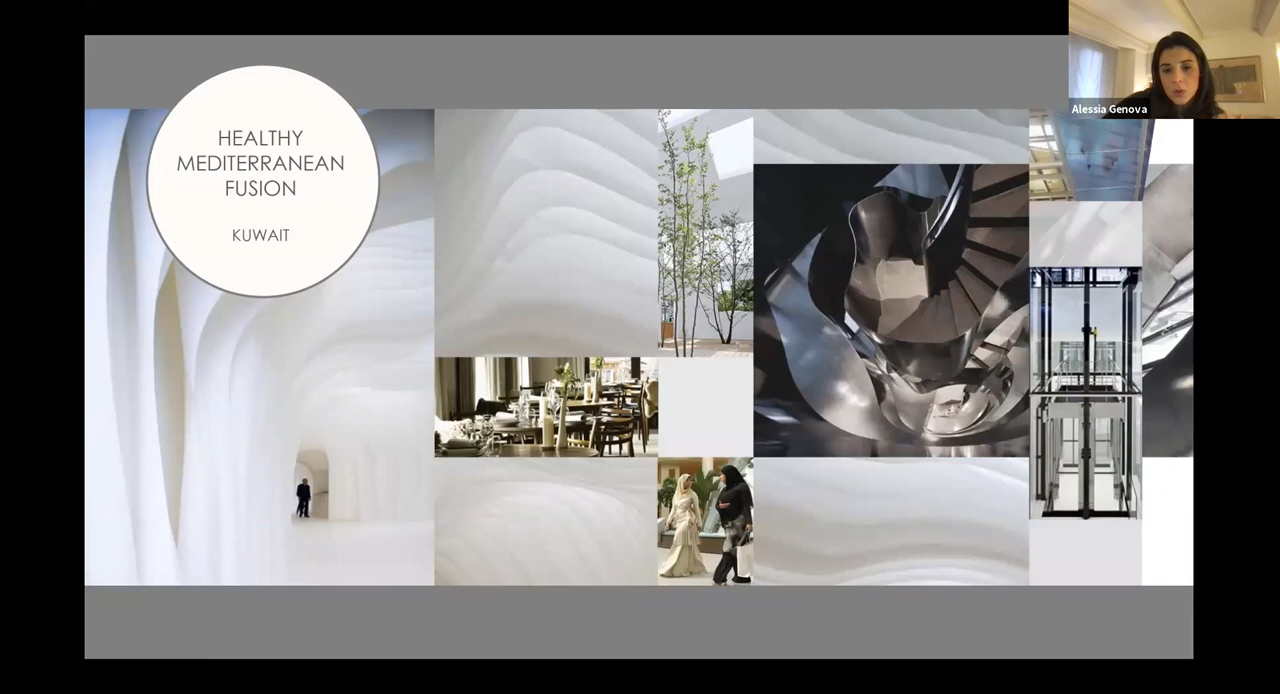 HEALTHY
MEDITERRANEAN
FUSION
KUWAIT
Alessia Genova